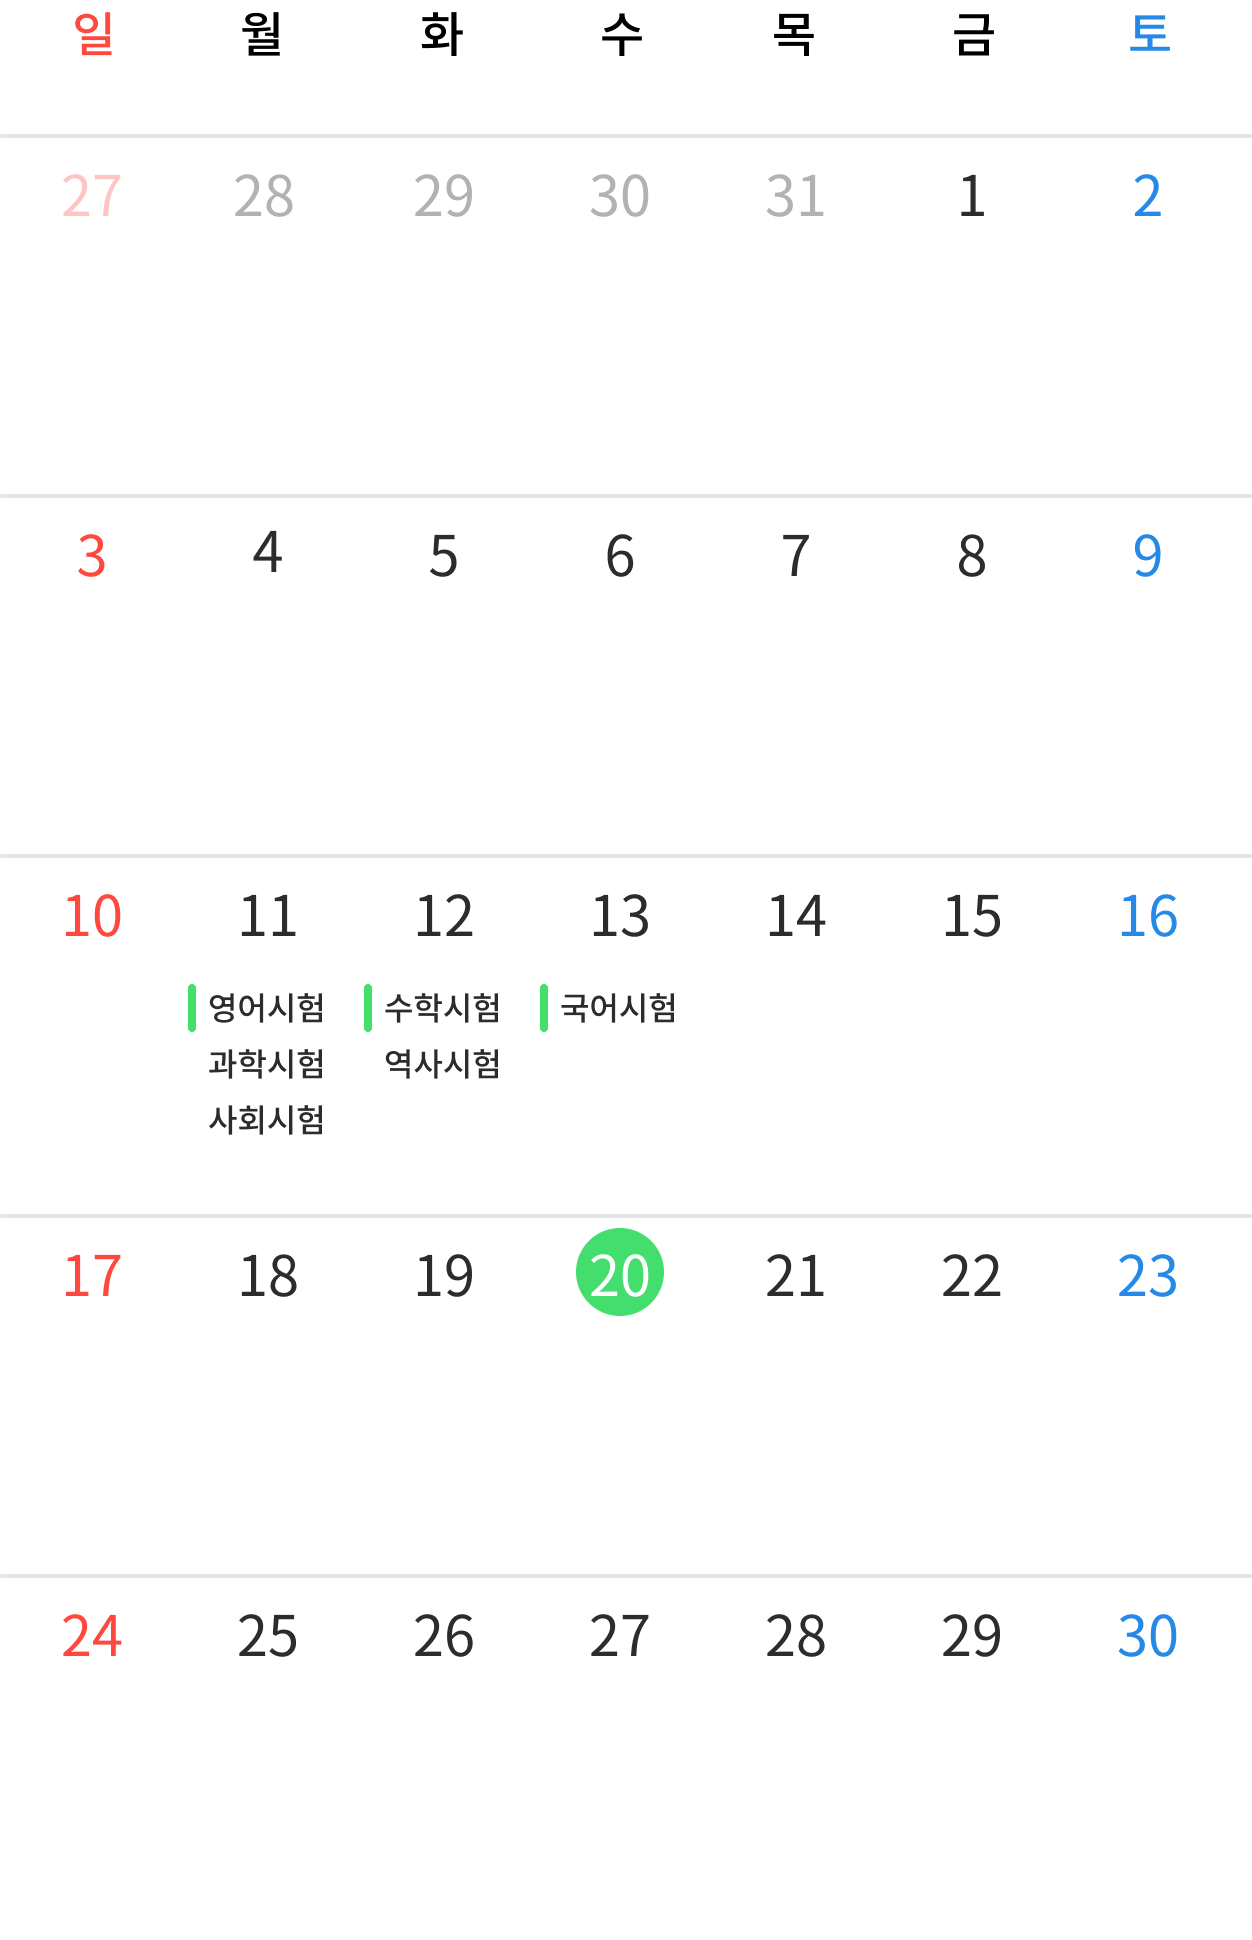 일 월 화 수 목 금 토
27 28 29 30 31 1 2
3 4 5 6 7 8 9
10 11 12 13 14 15 16
영어시험 수학시험 국어시험
과학시험 역사시험
사회시험
17 18 19 20 21 22 23
24 25 26 27 28 29 30